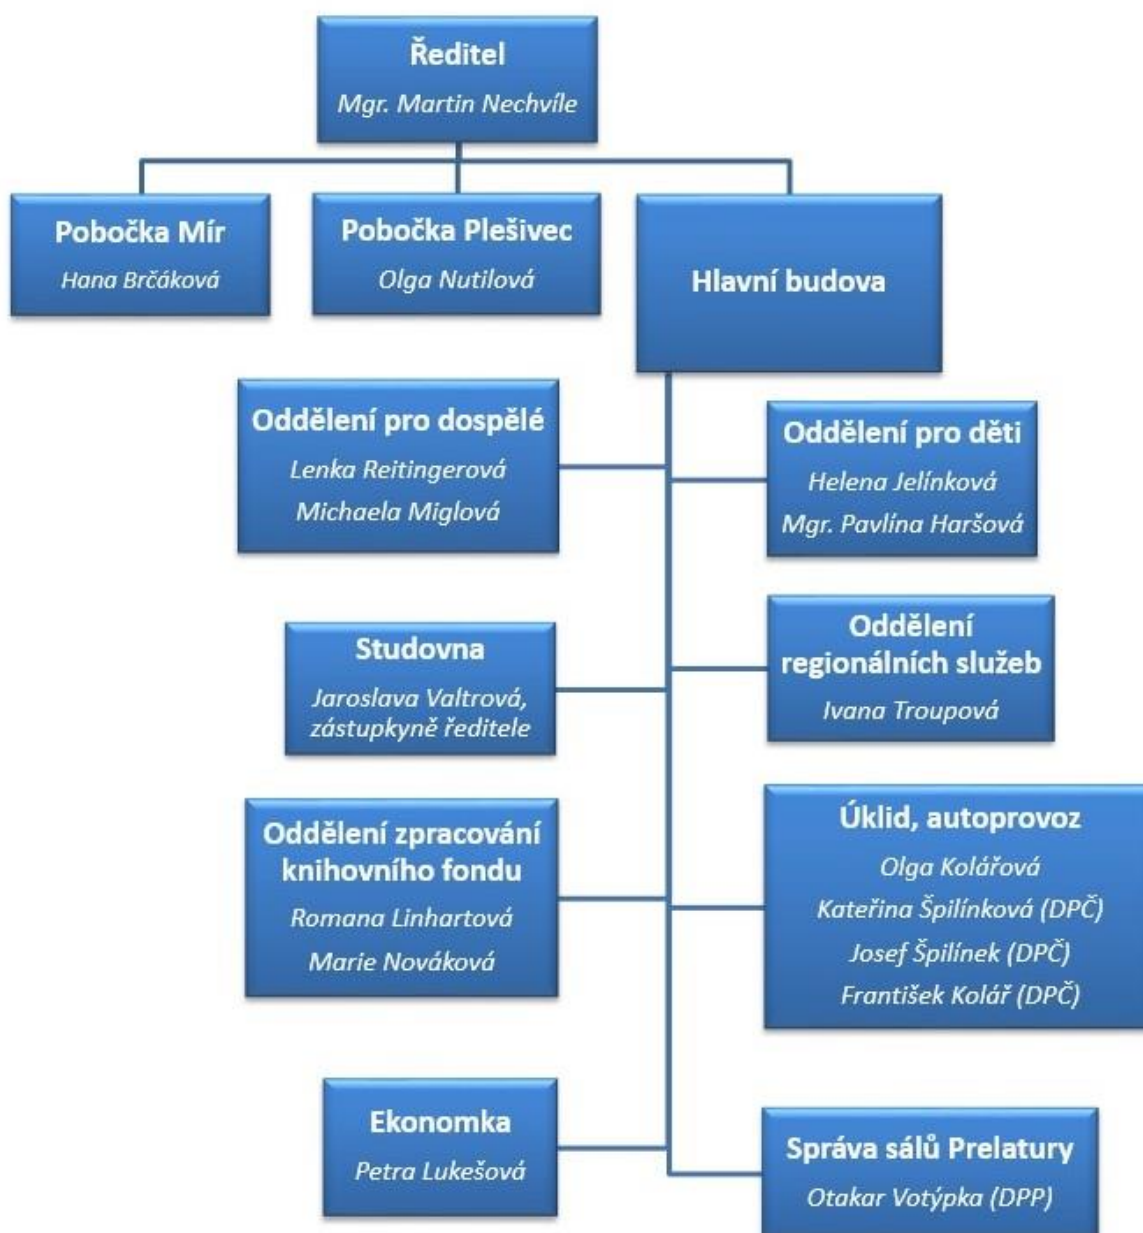 Ředitel
Mgr. Martin Nechvíle
Pobočka Mír
Hana Brčáková
Pobočka Plešivec
Olga Nutilová
Hlavní budova
Oddělení pro dospělé
Lenka Reitingerová
Michaela Miglová
Oddělení pro děti
Helena Jelínková
Mgr. Pavlína Haršová
Studovna
Jaroslava Valtrová,
zástupkyně ředitele
Oddělení
regionálních služeb
Ivana Troupová
Oddělení zpracování
knihovního fondu
Romana Linhartová
Marie Nováková
Úklid, autoprovoz
Olga Kolářová
Kateřina Špilínková (DPČ)
Josef Špilínek (DPČ)
František Kolář (DPČ)
Ekonomka
Petra Lukešová
Správa sálů Prelatury
Otakar Votýpka (DPP)